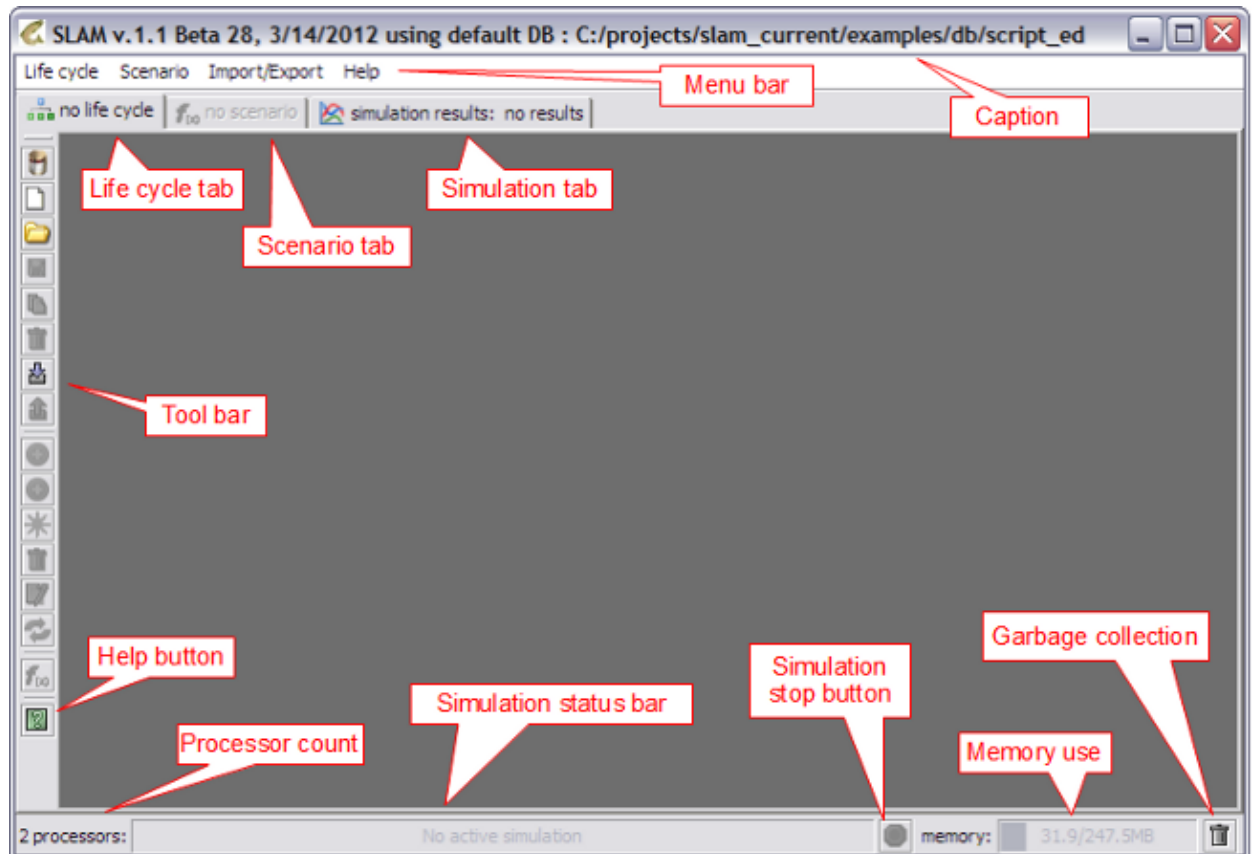 SLAM v.1.1 Beta 28, 3/14/2012 using default DB : C:/projects/slam_current/examples/db/script_ed
Life cycle Scenario Import/Export Help
Menu bar
Caption
no life cycle f(x) no scenario simulation results: no results
Life cycle tab
Simulation tab
Scenario tab
Tool bar
Help button
Garbage collection
Simulation
stop button
Simulation status bar
f(x)
?
Processor count
Memory use
2 processors: No active simulation memory: 31.9/247.5MB